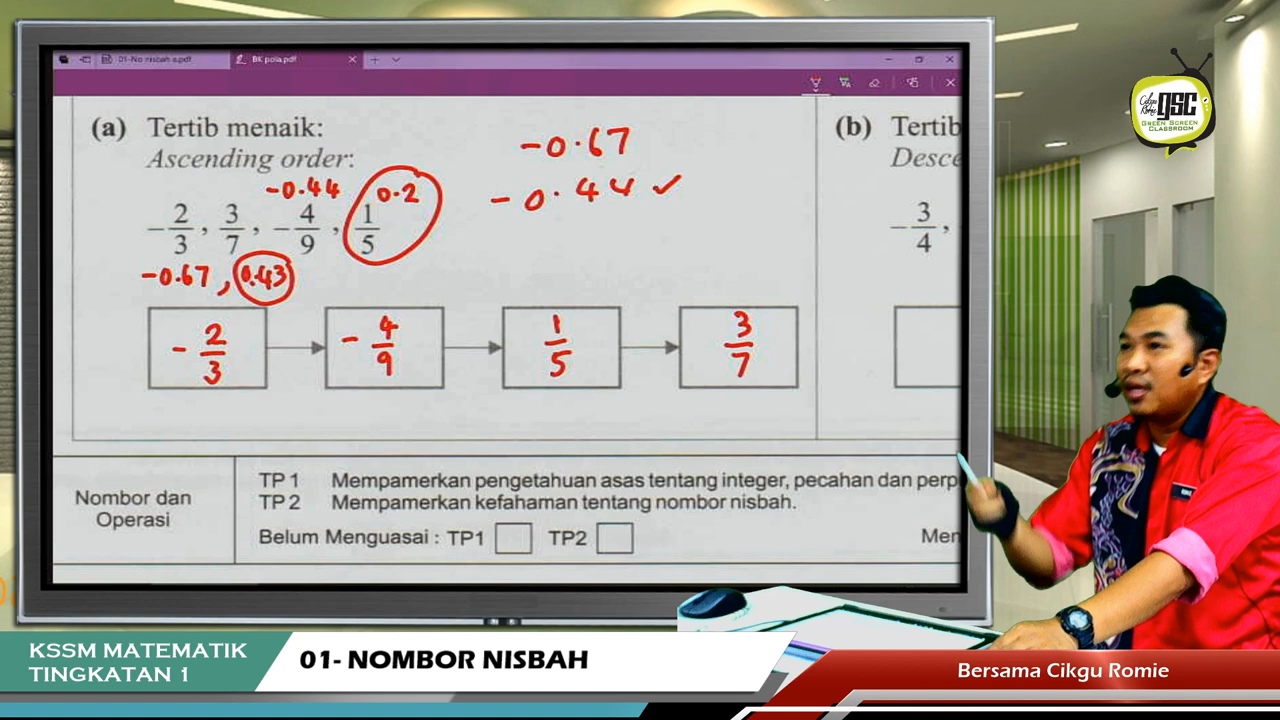 01-No nisbah a.pdf
BK pola.pdf
Cikgu Romie GSC
GREEN SCREEN
CLASSROOM
(a) Tertib menaik:
Ascending order:
-0.67
-0.44 ✓
-0.44 0.2
-2/3, 3/7, -4/9, 1/5
-0.67, 0.43
-2/3 → -4/9 → 1/5 → 3/7
(b) Tertib
Desce
-3/4,
Nombor dan
Operasi
TP 1 Mempamerkan pengetahuan asas tentang integer, pecahan dan perp
TP 2 Mempamerkan kefahaman tentang nombor nisbah.
Belum Menguasai : TP1 TP2
Men
KSSM MATEMATIK
TINGKATAN 1
01- NOMBOR NISBAH
Bersama Cikgu Romie